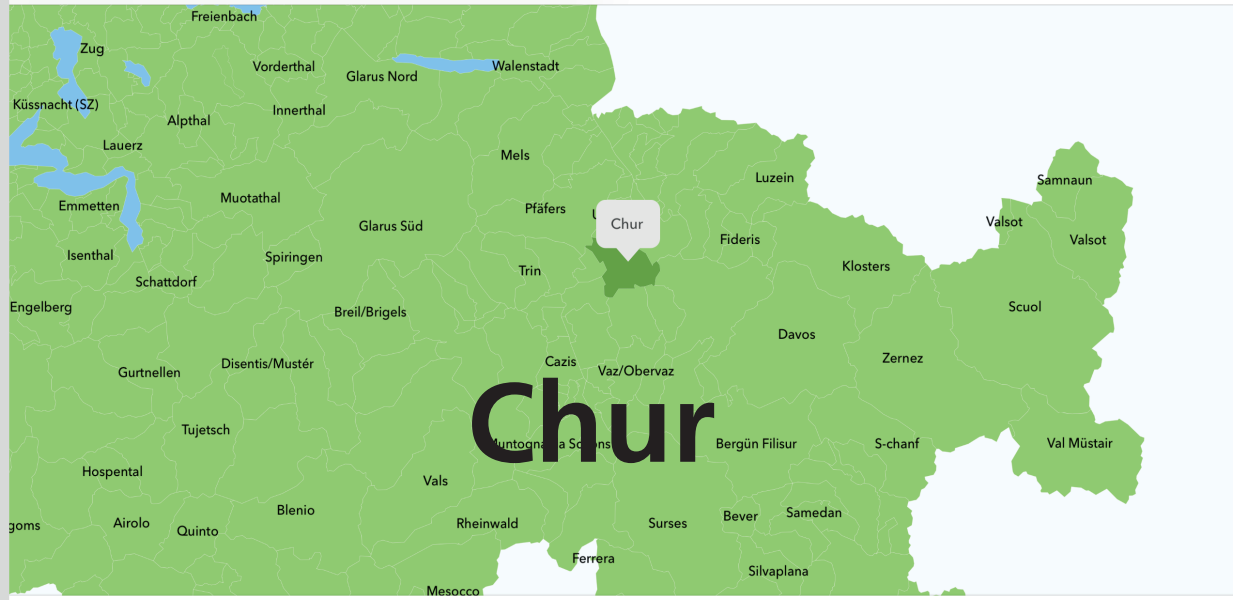 Freienbach
Zug
Vorderthal
Glarus Nord
Walenstadt
Küssnacht (SZ)
Innerthal
Alpthal
Lauerz
Mels
Luzein
Samnaun
Muotathal
Emmetten
Pfäfers
Chur
Glarus Süd
Valsot
Fideris
Valsot
Isenthal
Spiringen
Trin
Klosters
Schattdorf
Engelberg
Breil/Brigels
Scuol
Davos
Gurtnellen
Disentis/Mustér
Cazis
Vaz/Obervaz
Zernez
Chur
Tujetsch
Bergün Filisur
S-chanf
Val Müstair
Hospental
Vals
Blenio
goms
Airolo
Quinto
Rheinwald
Surses
Bever
Samedan
Ferrera
Silvaplana
Mesocco